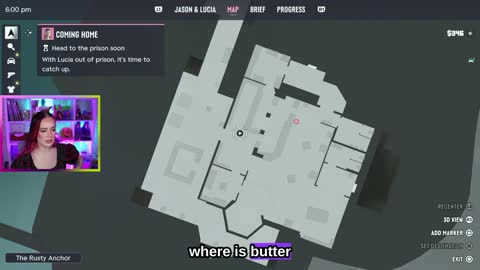 6:00 pm
L1 JASON & LUCIA MAP BRIEF PROGRESS R1
COMING HOME
Head to the prison soon
With Lucia out of prison, it's time to
catch up.
$346
RECENTER
3D VIEW
ADD MARKER
SET DESTINATION
EXIT
where is butter
The Rusty Anchor